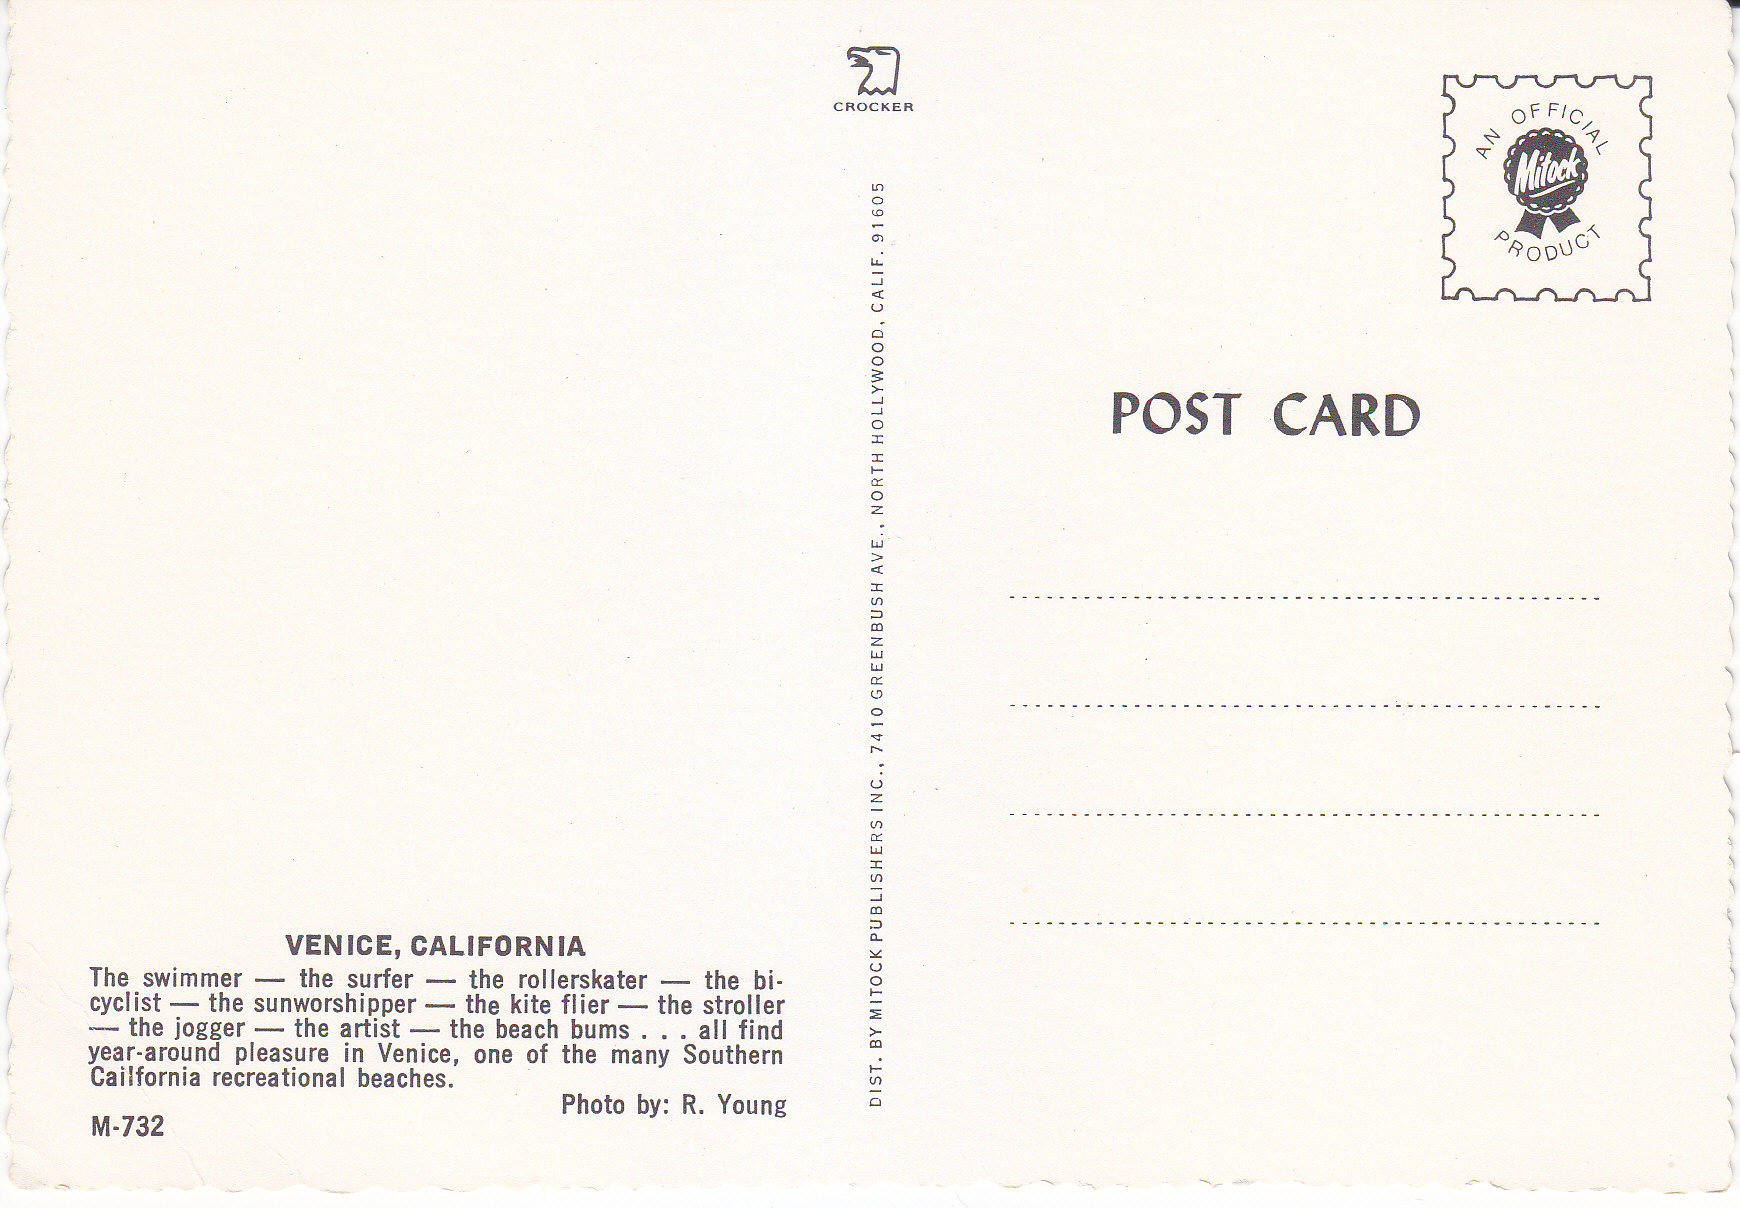 CROCKER
AN OFFICIAL
Mitock
PRODUCT
POST CARD
DIST. BY MITOCK PUBLISHERS INC., 7410 GREENBUSH AVE., NORTH HOLLYWOOD, CALIF. 91605
VENICE, CALIFORNIA
The swimmer — the surfer — the rollerskater — the bi-
cyclist — the sunworshipper — the kite flier — the stroller
— the jogger — the artist — the beach bums . . . all find
year-around pleasure in Venice, one of the many Southern
Cailfornia recreational beaches.
Photo by: R. Young
M-732